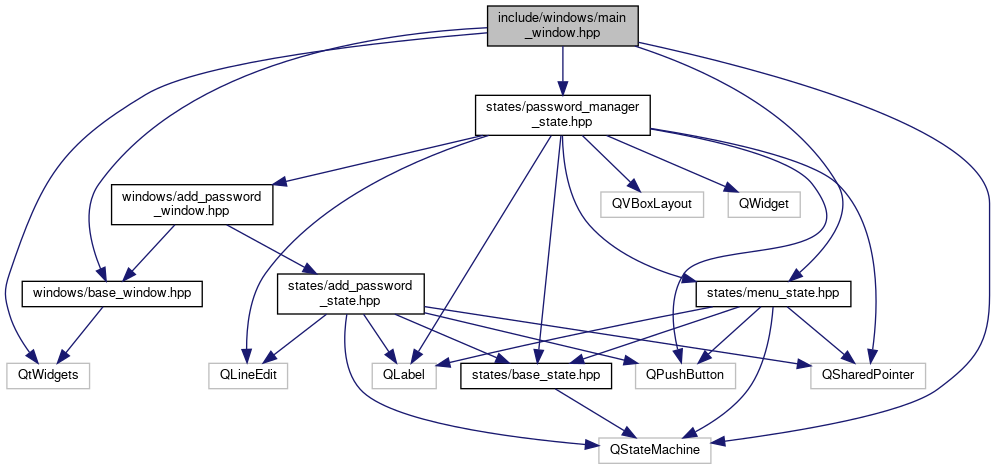 include/windows/main
_window.hpp
states/password_manager
_state.hpp
windows/add_password
_window.hpp
QVBoxLayout
QWidget
windows/base_window.hpp
states/add_password
_state.hpp
states/menu_state.hpp
QtWidgets
QLineEdit
QLabel
states/base_state.hpp
QPushButton
QSharedPointer
QStateMachine